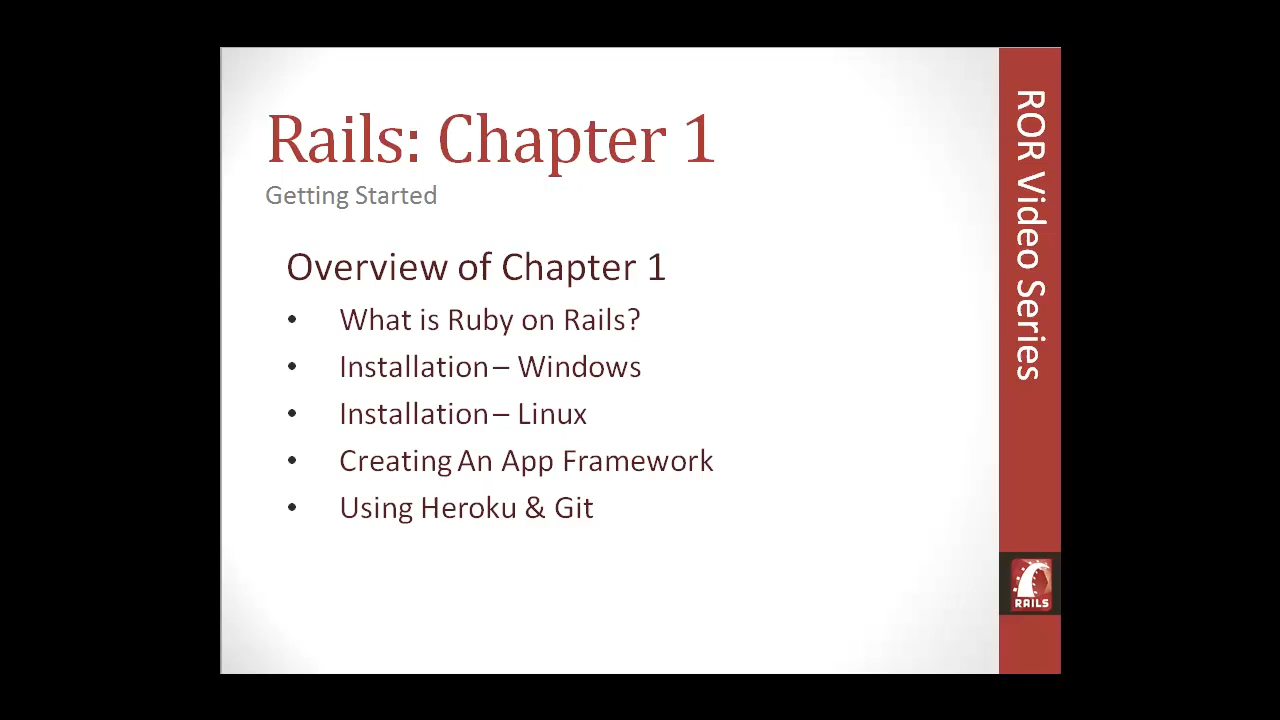 Rails: Chapter 1
Getting Started
Overview of Chapter 1
• What is Ruby on Rails?
• Installation – Windows
• Installation – Linux
• Creating An App Framework
• Using Heroku & Git
ROR Video Series
RAILS